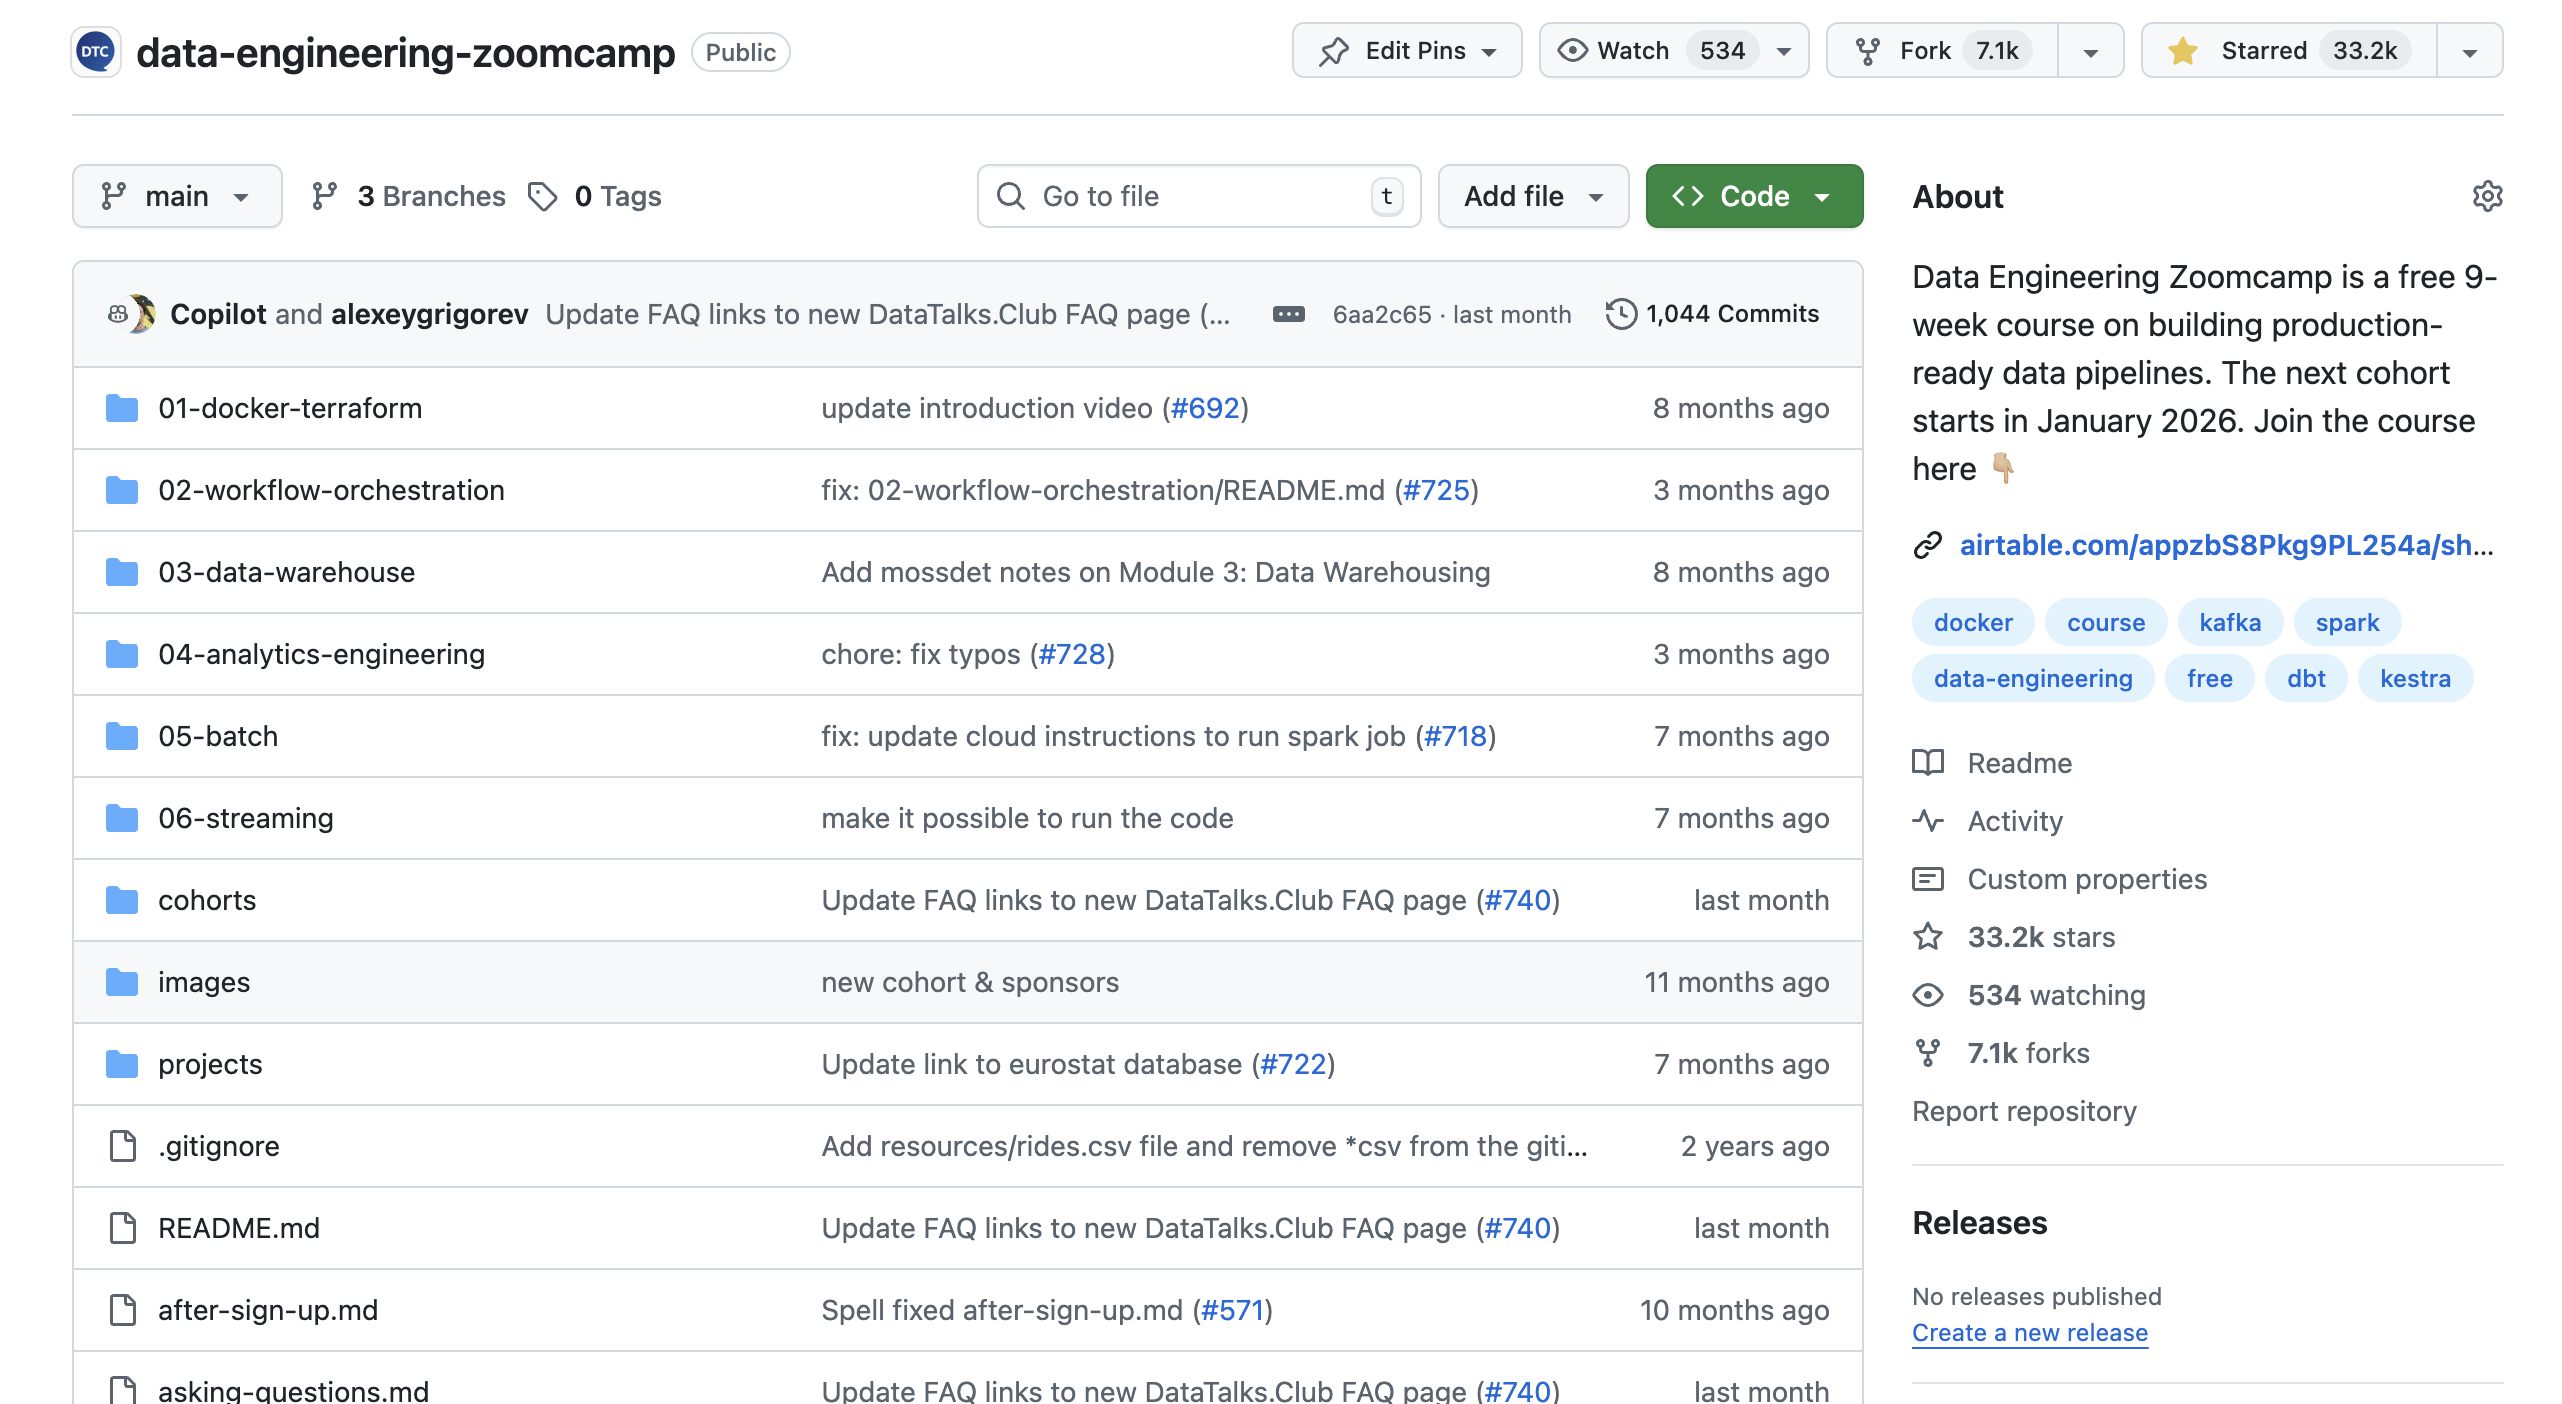 DTC data-engineering-zoomcamp Public Edit Pins Watch 534 Fork 7.1k Starred 33.2k
main 3 Branches 0 Tags Go to file t Add file Code
Copilot and alexeygrigorev Update FAQ links to new DataTalks.Club FAQ page (... 6aa2c65 · last month 1,044 Commits
01-docker-terraform update introduction video (#692) 8 months ago
02-workflow-orchestration fix: 02-workflow-orchestration/README.md (#725) 3 months ago
03-data-warehouse Add mossdet notes on Module 3: Data Warehousing 8 months ago
04-analytics-engineering chore: fix typos (#728) 3 months ago
05-batch fix: update cloud instructions to run spark job (#718) 7 months ago
06-streaming make it possible to run the code 7 months ago
cohorts Update FAQ links to new DataTalks.Club FAQ page (#740) last month
images new cohort & sponsors 11 months ago
projects Update link to eurostat database (#722) 7 months ago
.gitignore Add resources/rides.csv file and remove *csv from the giti... 2 years ago
README.md Update FAQ links to new DataTalks.Club FAQ page (#740) last month
after-sign-up.md Spell fixed after-sign-up.md (#571) 10 months ago
asking-questions.md Update FAQ links to new DataTalks.Club FAQ page (#740) last month
About
Data Engineering Zoomcamp is a free 9-
week course on building production-
ready data pipelines. The next cohort
starts in January 2026. Join the course
here 👇🏼
airtable.com/appzbS8Pkg9PL254a/sh...
docker course kafka spark
data-engineering free dbt kestra
Readme
Activity
Custom properties
33.2k stars
534 watching
7.1k forks
Report repository
Releases
No releases published
Create a new release